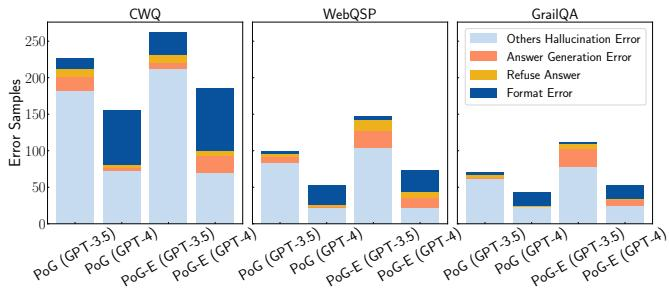 CWQ
WebQSP
GrailQA
Error Samples
250
200
150
100
50
0
Others Hallucination Error
Answer Generation Error
Refuse Answer
Format Error
PoG (GPT-3.5)
PoG (GPT-4)
PoG-E (GPT-3.5)
PoG-E (GPT-4)
PoG (GPT-3.5)
PoG (GPT-4)
PoG-E (GPT-3.5)
PoG-E (GPT-4)
PoG (GPT-3.5)
PoG (GPT-4)
PoG-E (GPT-3.5)
PoG-E (GPT-4)